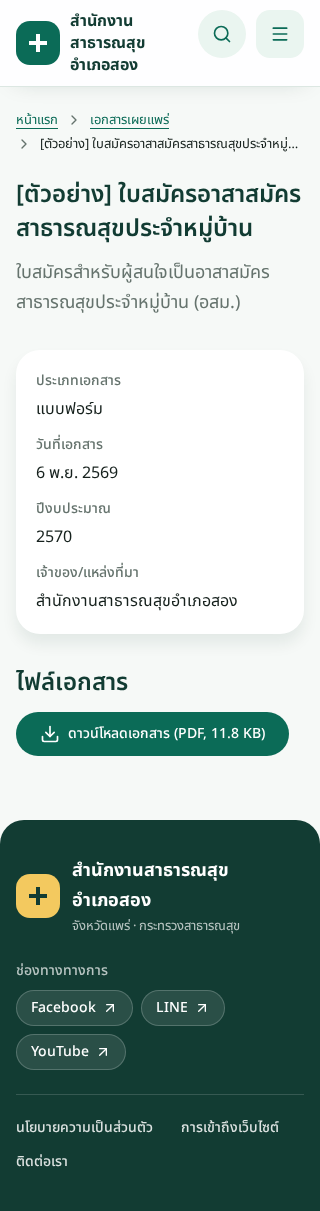 สำนักงาน
สาธารณสุข
อำเภอสอง
หน้าแรก
เอกสารเผยแพร่
[ตัวอย่าง] ใบสมัครอาสาสมัครสาธารณสุขประจำหมู่...
[ตัวอย่าง] ใบสมัครอาสาสมัคร
สาธารณสุขประจำหมู่บ้าน
ใบสมัครสำหรับผู้สนใจเป็นอาสาสมัคร
สาธารณสุขประจำหมู่บ้าน (อสม.)
ประเภทเอกสาร
แบบฟอร์ม
วันที่เอกสาร
6 พ.ย. 2569
ปีงบประมาณ
2570
เจ้าของ/แหล่งที่มา
สำนักงานสาธารณสุขอำเภอสอง
ไฟล์เอกสาร
ดาวน์โหลดเอกสาร (PDF, 11.8 KB)
สำนักงานสาธารณสุข
อำเภอสอง
จังหวัดแพร่ · กระทรวงสาธารณสุข
ช่องทางทางการ
Facebook
LINE
YouTube
นโยบายความเป็นส่วนตัว
การเข้าถึงเว็บไซต์
ติดต่อเรา